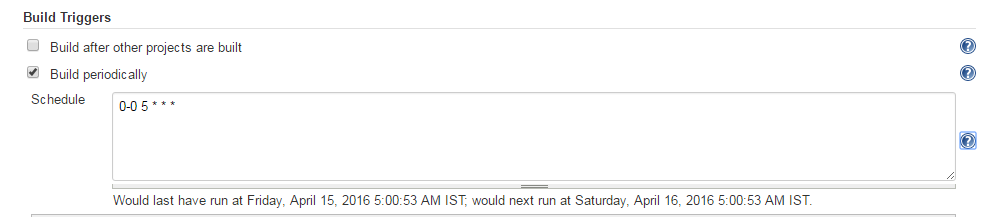 Build Triggers
Build after other projects are built
Build periodically
Schedule
0-0 5 * * *
Would last have run at Friday, April 15, 2016 5:00:53 AM IST; would next run at Saturday, April 16, 2016 5:00:53 AM IST.